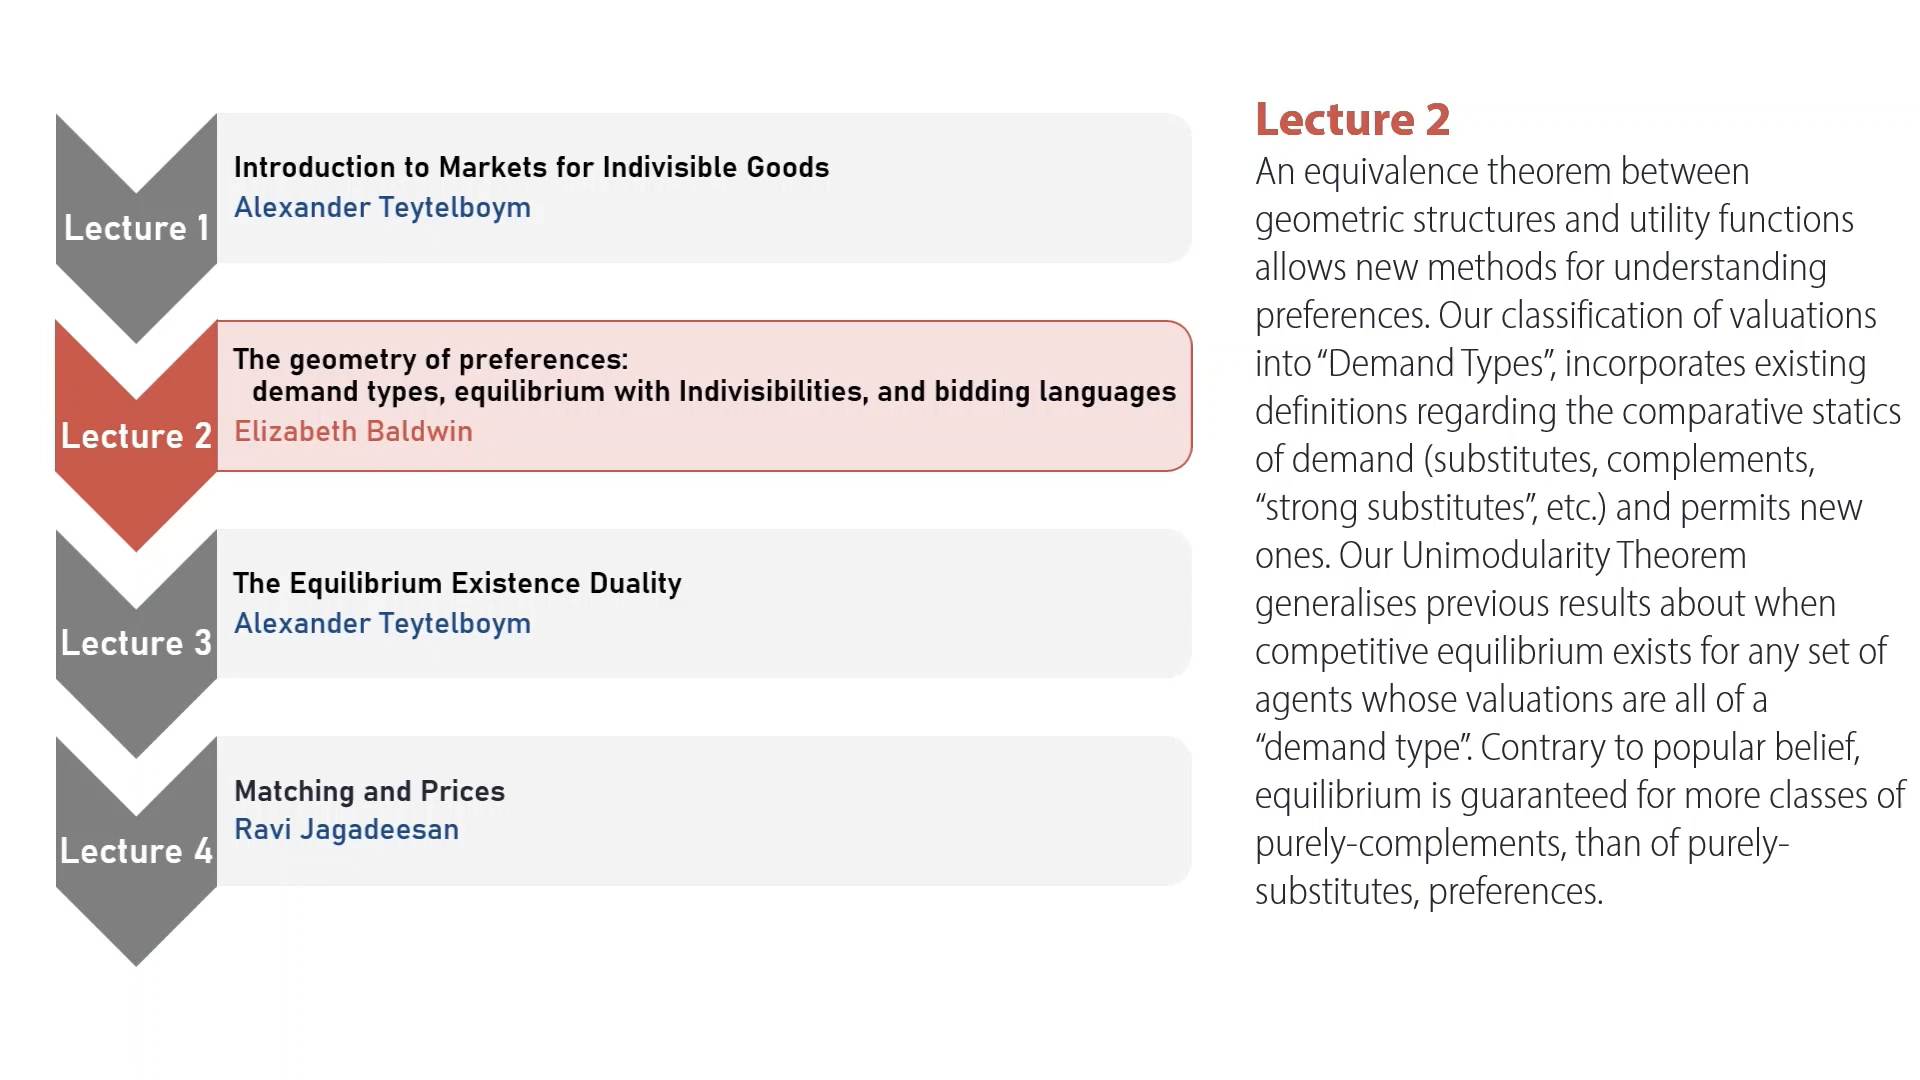 Lecture 1
Introduction to Markets for Indivisible Goods
Alexander Teytelboym
Lecture 2
The geometry of preferences:
demand types, equilibrium with Indivisibilities, and bidding languages
Elizabeth Baldwin
Lecture 3
The Equilibrium Existence Duality
Alexander Teytelboym
Lecture 4
Matching and Prices
Ravi Jagadeesan
Lecture 2
An equivalence theorem between
geometric structures and utility functions
allows new methods for understanding
preferences. Our classification of valuations
into “Demand Types”, incorporates existing
definitions regarding the comparative statics
of demand (substitutes, complements,
“strong substitutes”, etc.) and permits new
ones. Our Unimodularity Theorem
generalises previous results about when
competitive equilibrium exists for any set of
agents whose valuations are all of a
“demand type”. Contrary to popular belief,
equilibrium is guaranteed for more classes of
purely-complements, than of purely-
substitutes, preferences.